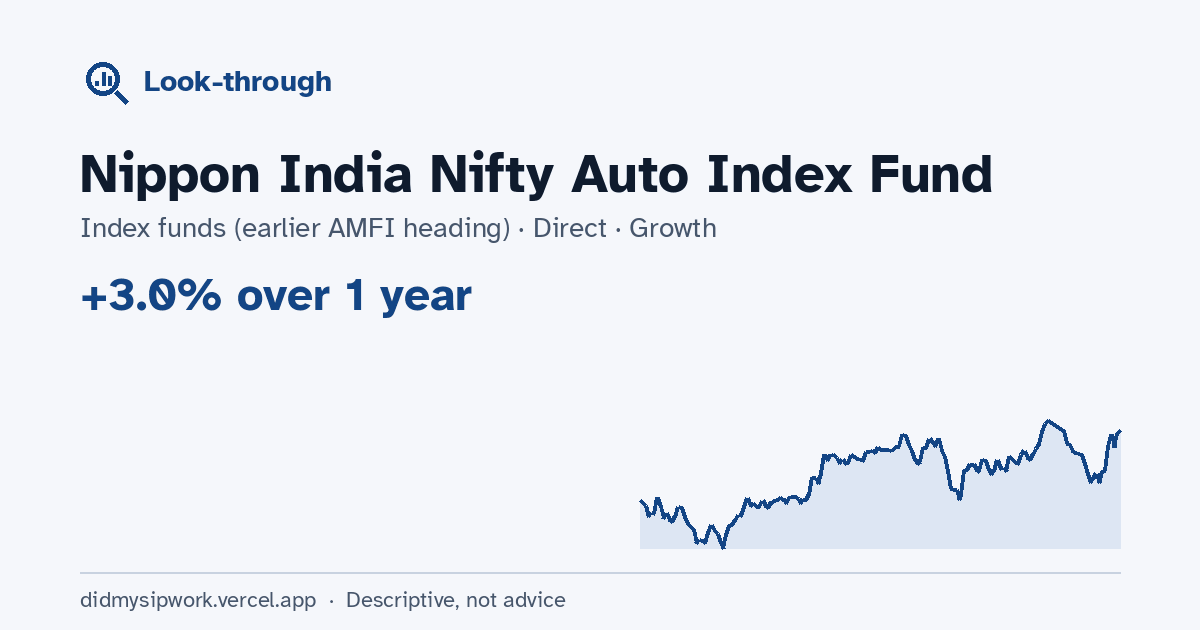 Look-through
Nippon India Nifty Auto Index Fund
Index funds (earlier AMFI heading) · Direct · Growth
+3.0% over 1 year
didmysipwork.vercel.app · Descriptive, not advice